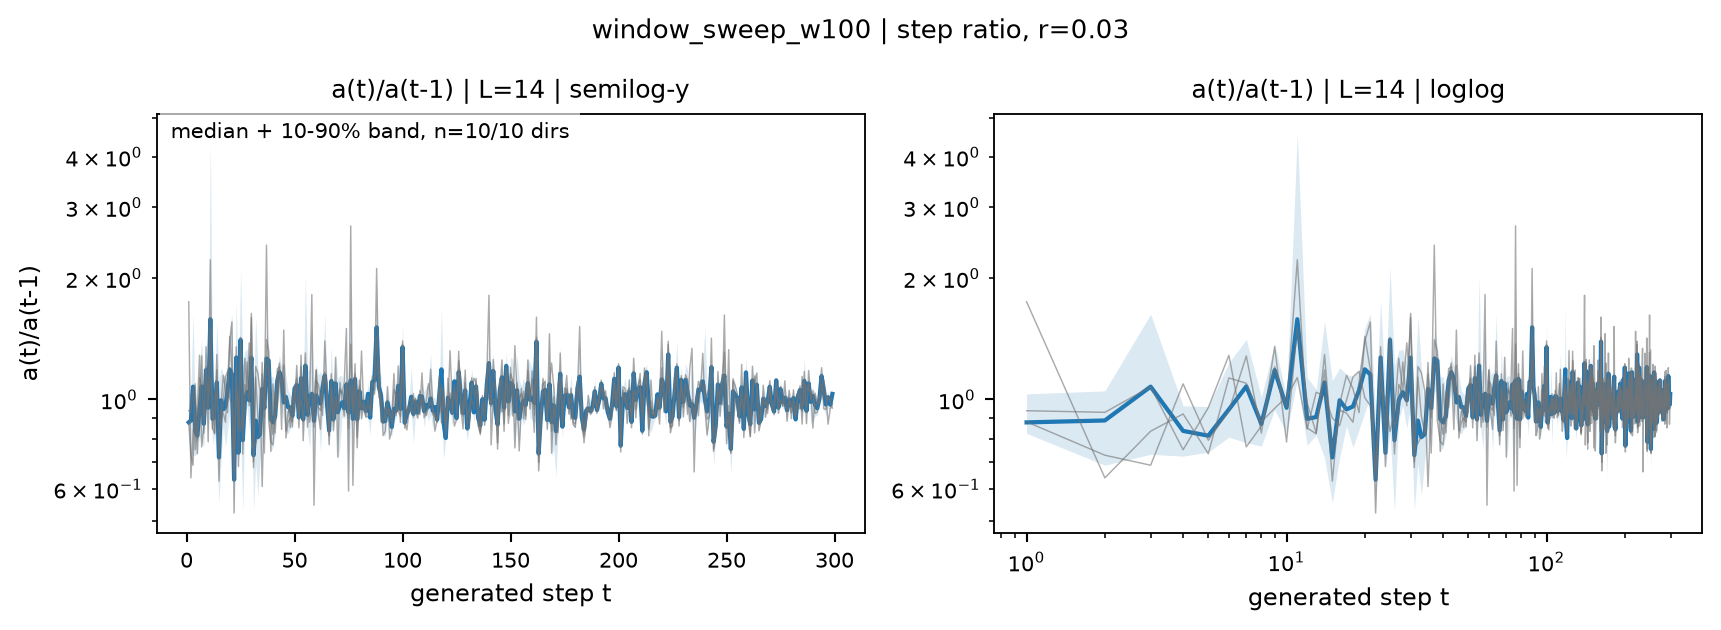 window_sweep_w100 | step ratio, r=0.03
a(t)/a(t-1) | L=14 | semilog-y
median + 10-90% band, n=10/10 dirs
a(t)/a(t-1)
4 × 10⁰
3 × 10⁰
2 × 10⁰
10⁰
6 × 10⁻¹
0 50 100 150 200 250 300
generated step t
a(t)/a(t-1) | L=14 | loglog
4 × 10⁰
3 × 10⁰
2 × 10⁰
10⁰
6 × 10⁻¹
10⁰ 10¹ 10²
generated step t